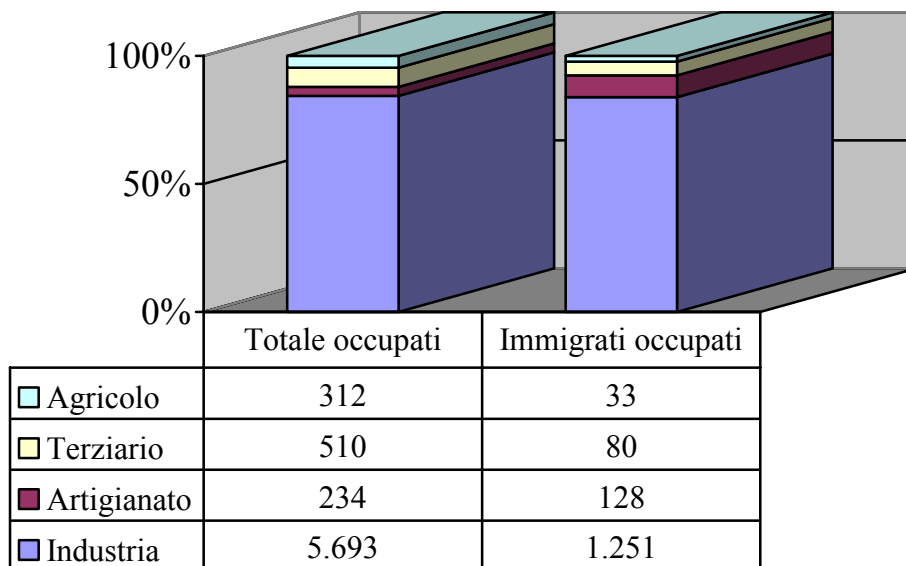 100%
50%
0%
Totale occupati Immigrati occupati
Agricolo 312 33
Terziario 510 80
Artigianato 234 128
Industria 5.693 1.251